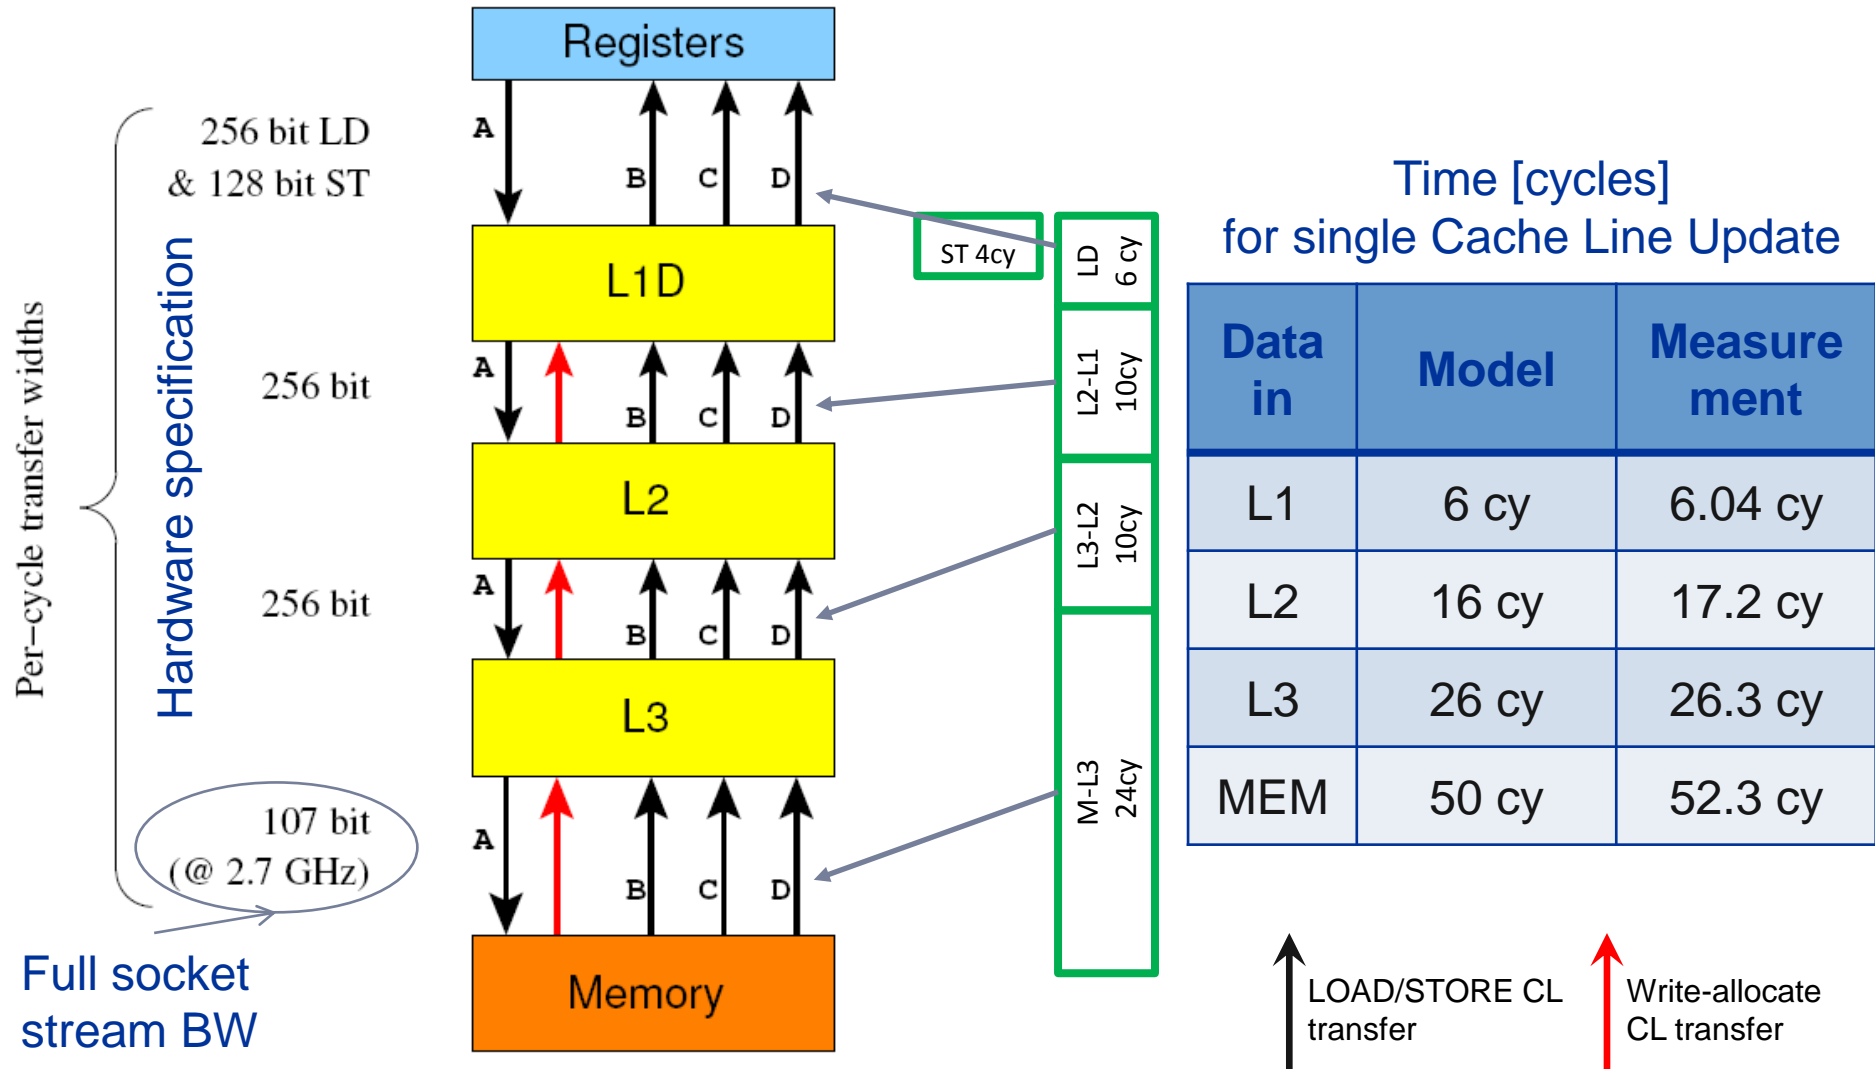 Registers
256 bit LD
& 128 bit ST
A
B
C
D
L1D
256 bit
A
B
C
D
L2
256 bit
A
B
C
D
L3
107 bit
(@ 2.7 GHz)
A
B
C
D
Memory
Per-cycle transfer widths
Hardware specification
Full socket
stream BW
ST 4cy
LD
6 cy
L2-L1
10cy
L3-L2
10cy
M-L3
24cy
Time [cycles]
for single Cache Line Update
Data in Model Measure ment
L1 6 cy 6.04 cy
L2 16 cy 17.2 cy
L3 26 cy 26.3 cy
MEM 50 cy 52.3 cy
LOAD/STORE CL
transfer
Write-allocate
CL transfer